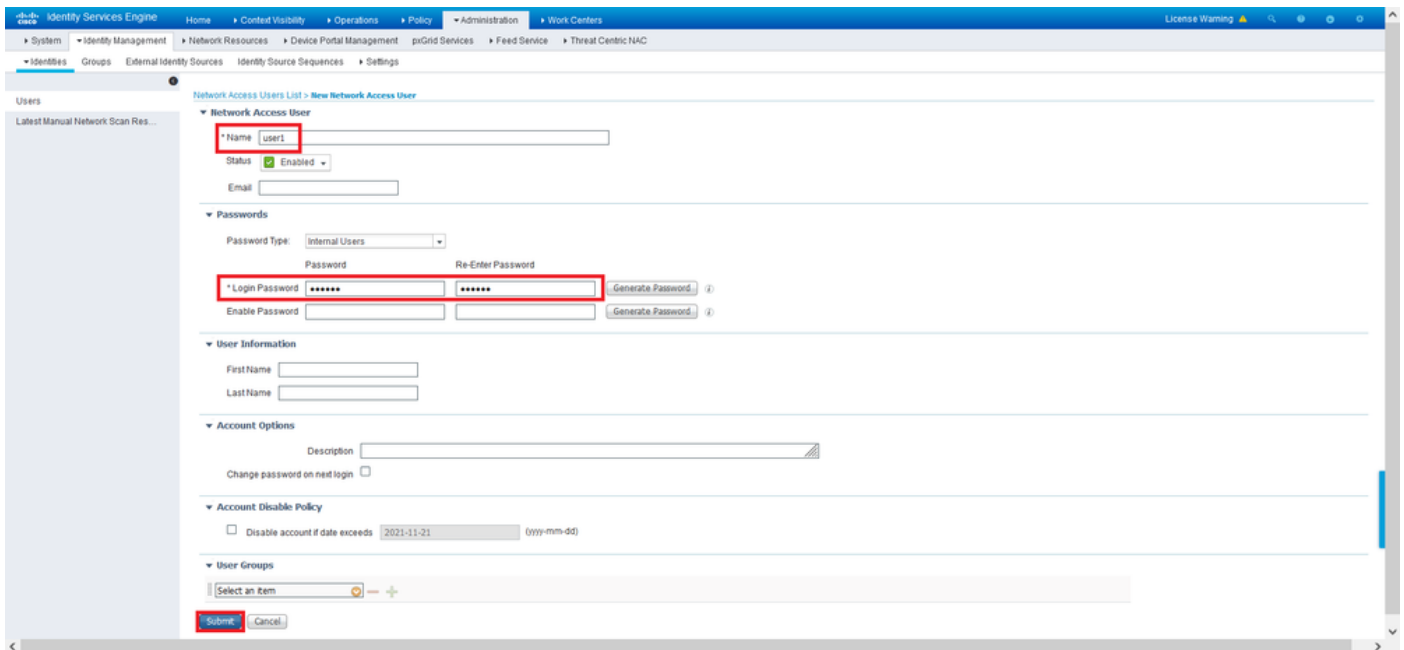 cisco Identity Services Engine Home Context Visibility Operations Policy Administration Work Centers License Warning
System Identity Management Network Resources Device Portal Management pxGrid Services Feed Service Threat Centric NAC
Identities Groups External Identity Sources Identity Source Sequences Settings
Users
Latest Manual Network Scan Res...
Network Access Users List > New Network Access User
Network Access User
* Name user1
Status Enabled
Email
Passwords
Password Type: Internal Users
Password Re-Enter Password
* Login Password •••••• •••••• Generate Password
Enable Password Generate Password
User Information
First Name
Last Name
Account Options
Description
Change password on next login
Account Disable Policy
Disable account if date exceeds 2021-11-21 (yyyy-mm-dd)
User Groups
Select an item
Submit Cancel